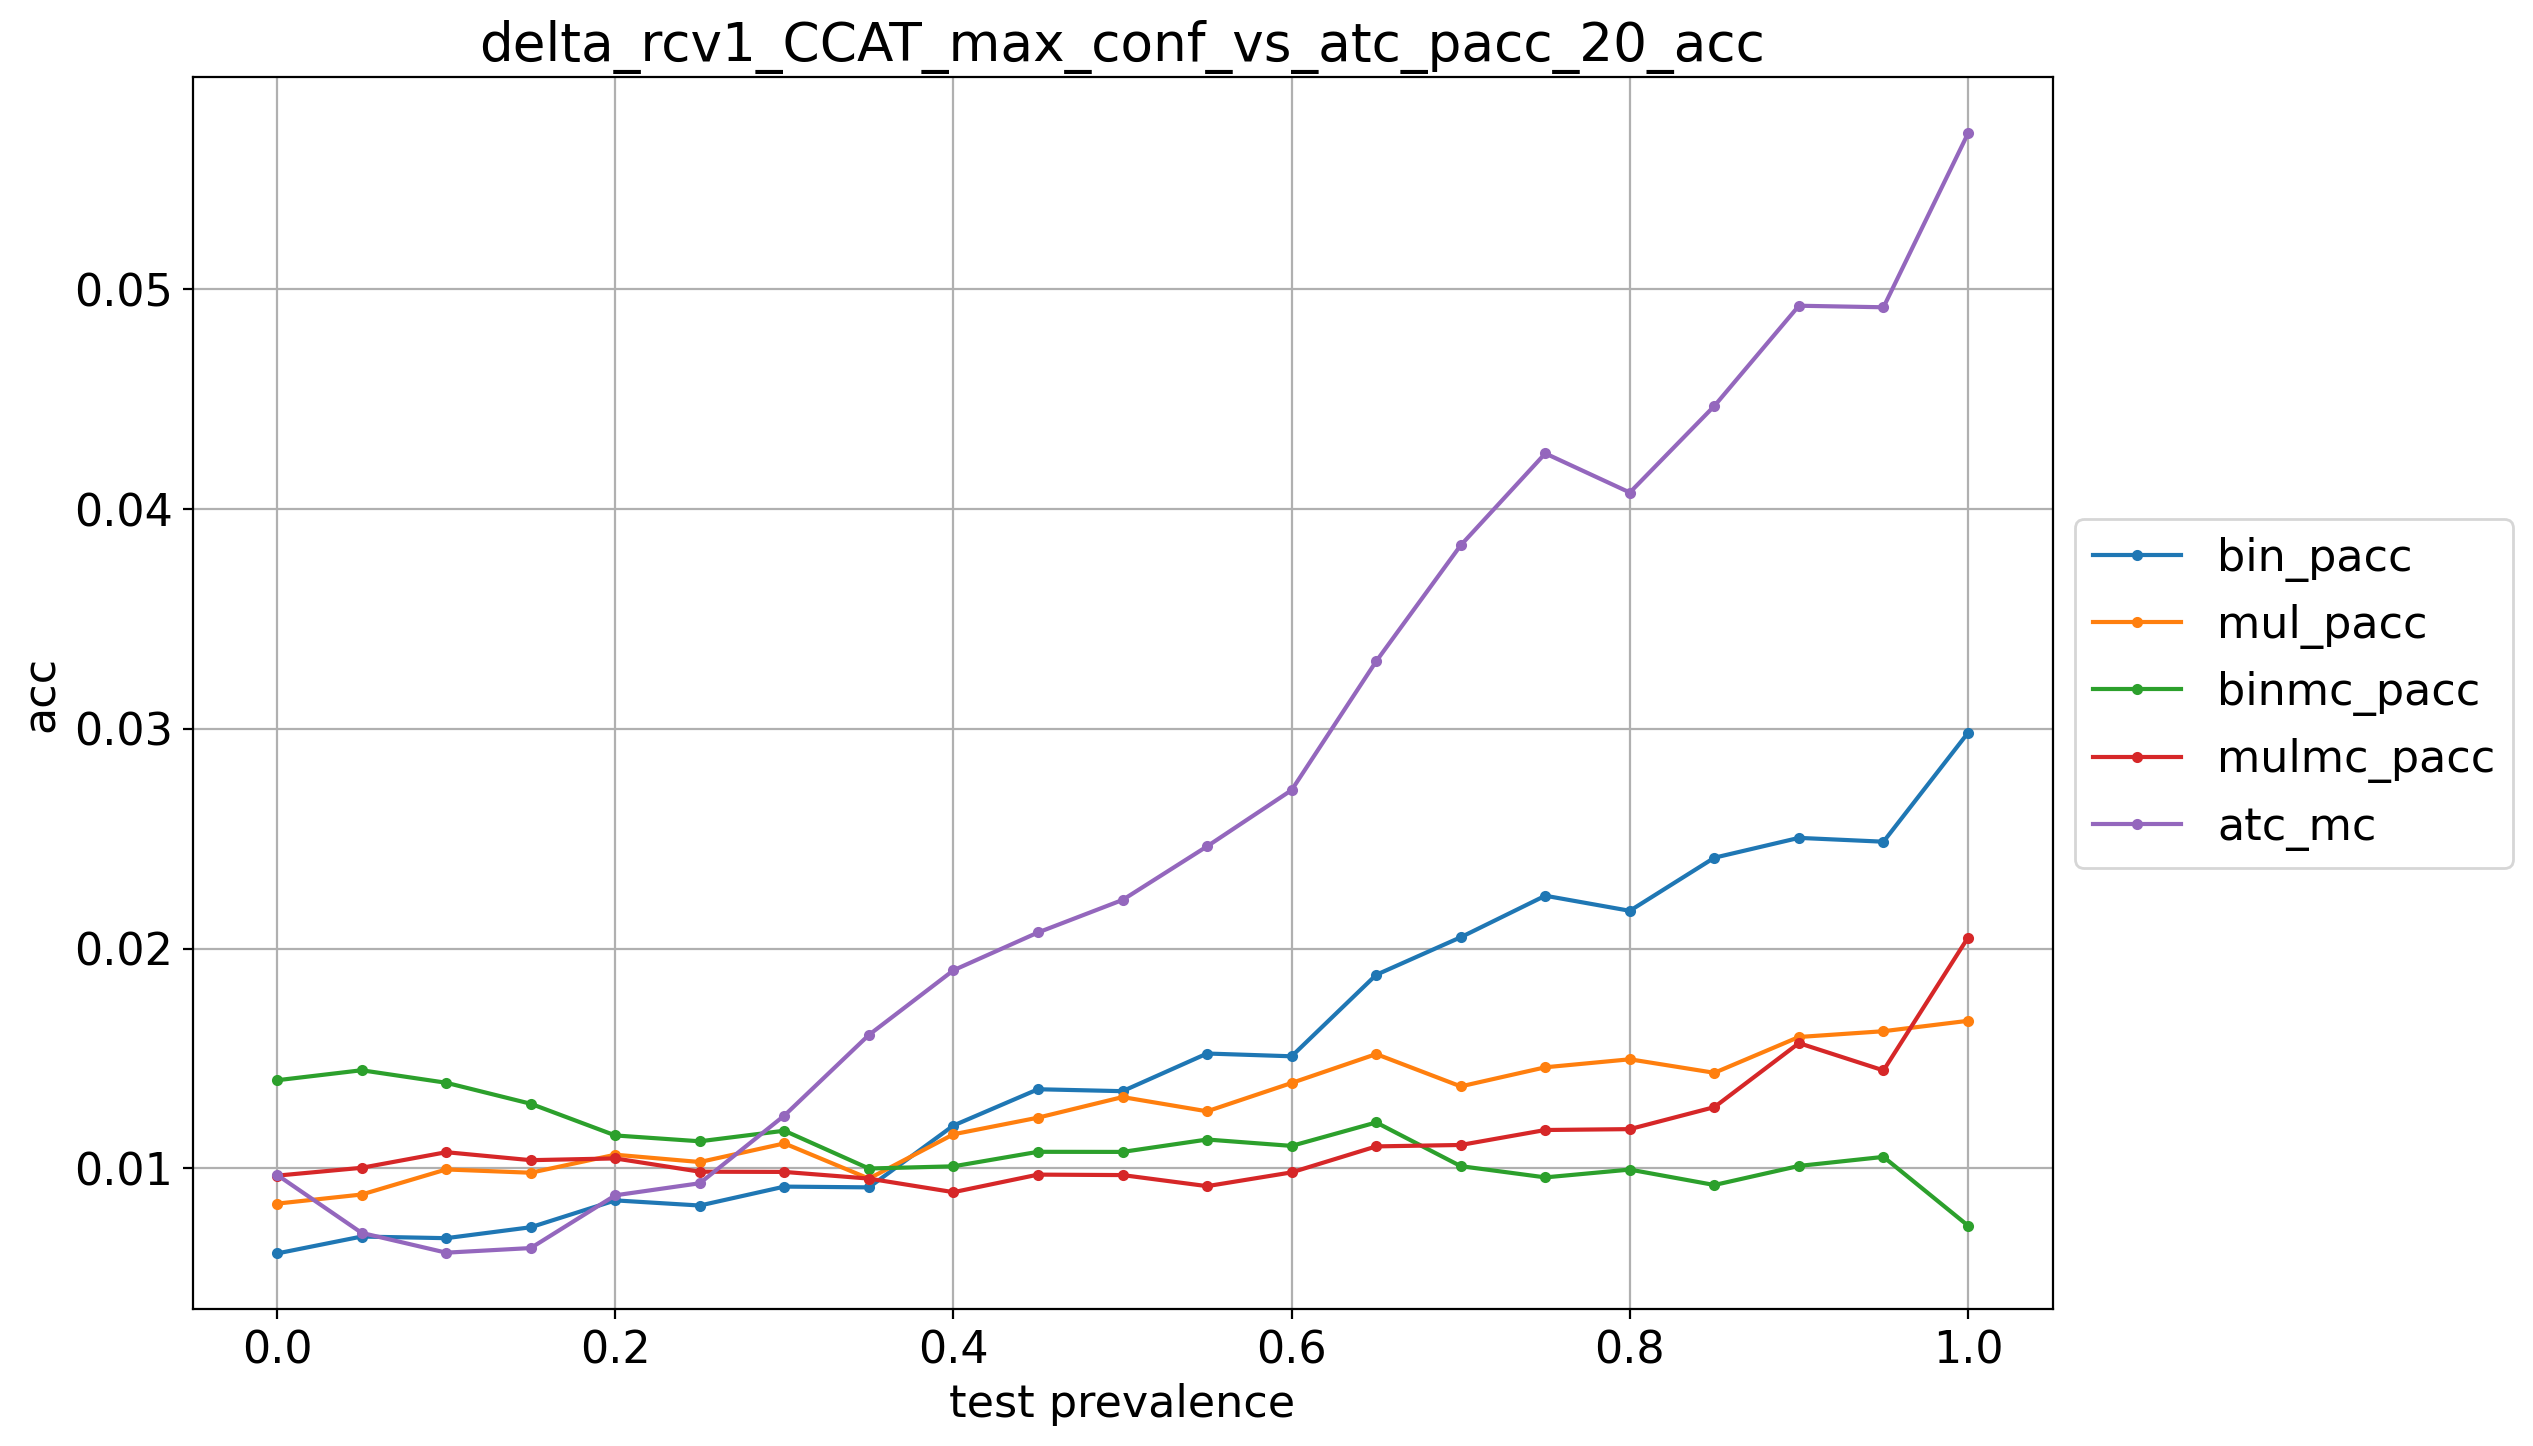 delta_rcv1_CCAT_max_conf_vs_atc_pacc_20_acc
0.05
0.04
0.03
0.02
0.01
acc
0.0 0.2 0.4 0.6 0.8 1.0
test prevalence
bin_pacc
mul_pacc
binmc_pacc
mulmc_pacc
atc_mc